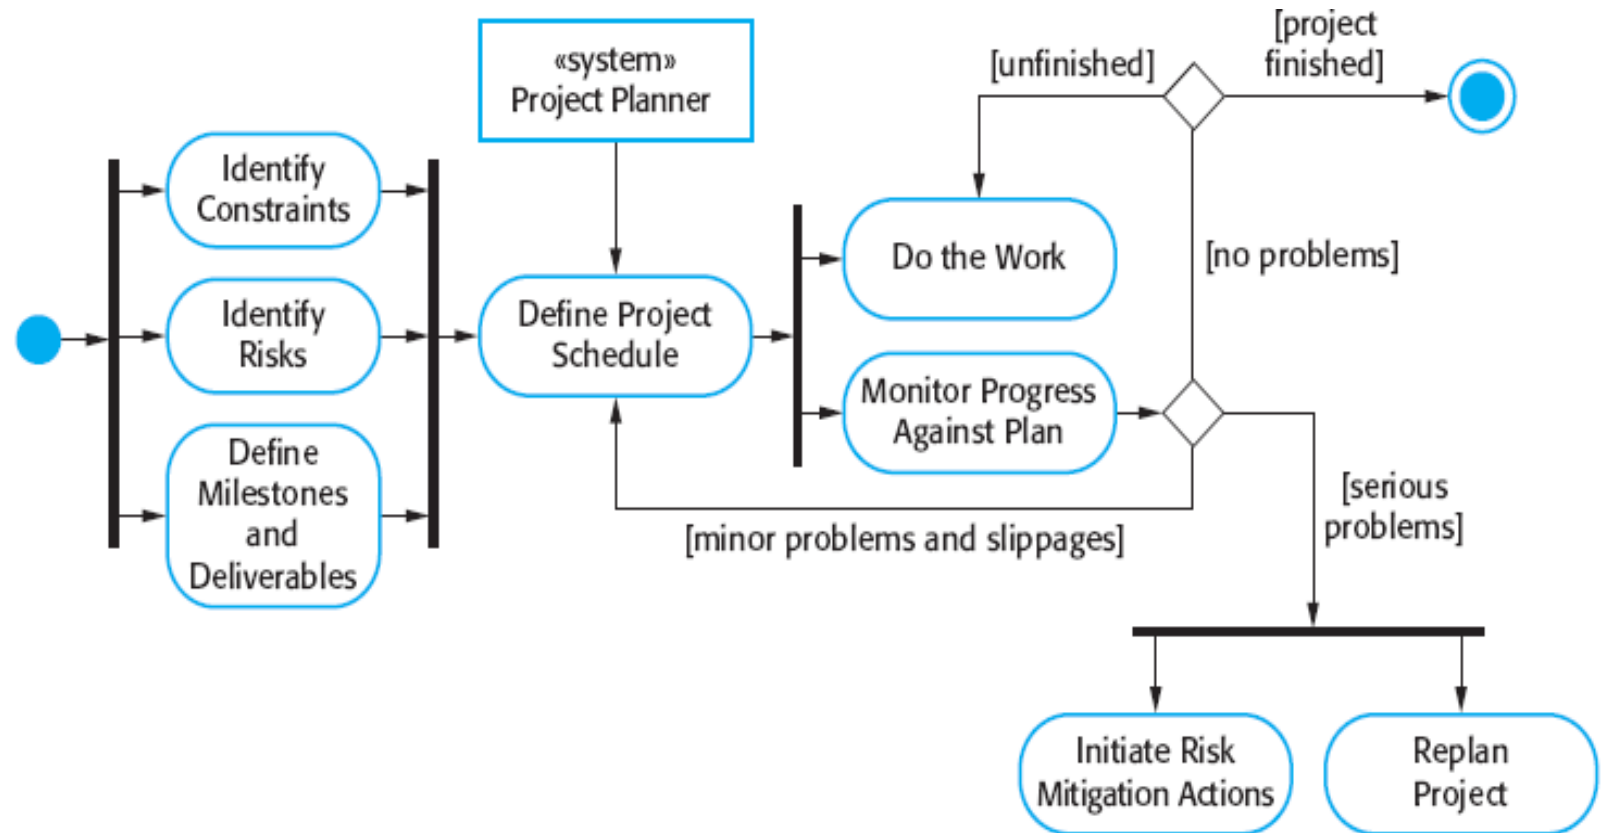 «system»
Project Planner
[unfinished]
[project
finished]
Identify
Constraints
Do the Work
[no problems]
Identify
Risks
Define Project
Schedule
Monitor Progress
Against Plan
Define
Milestones
and
Deliverables
[minor problems and slippages]
[serious
problems]
Initiate Risk
Mitigation Actions
Replan
Project